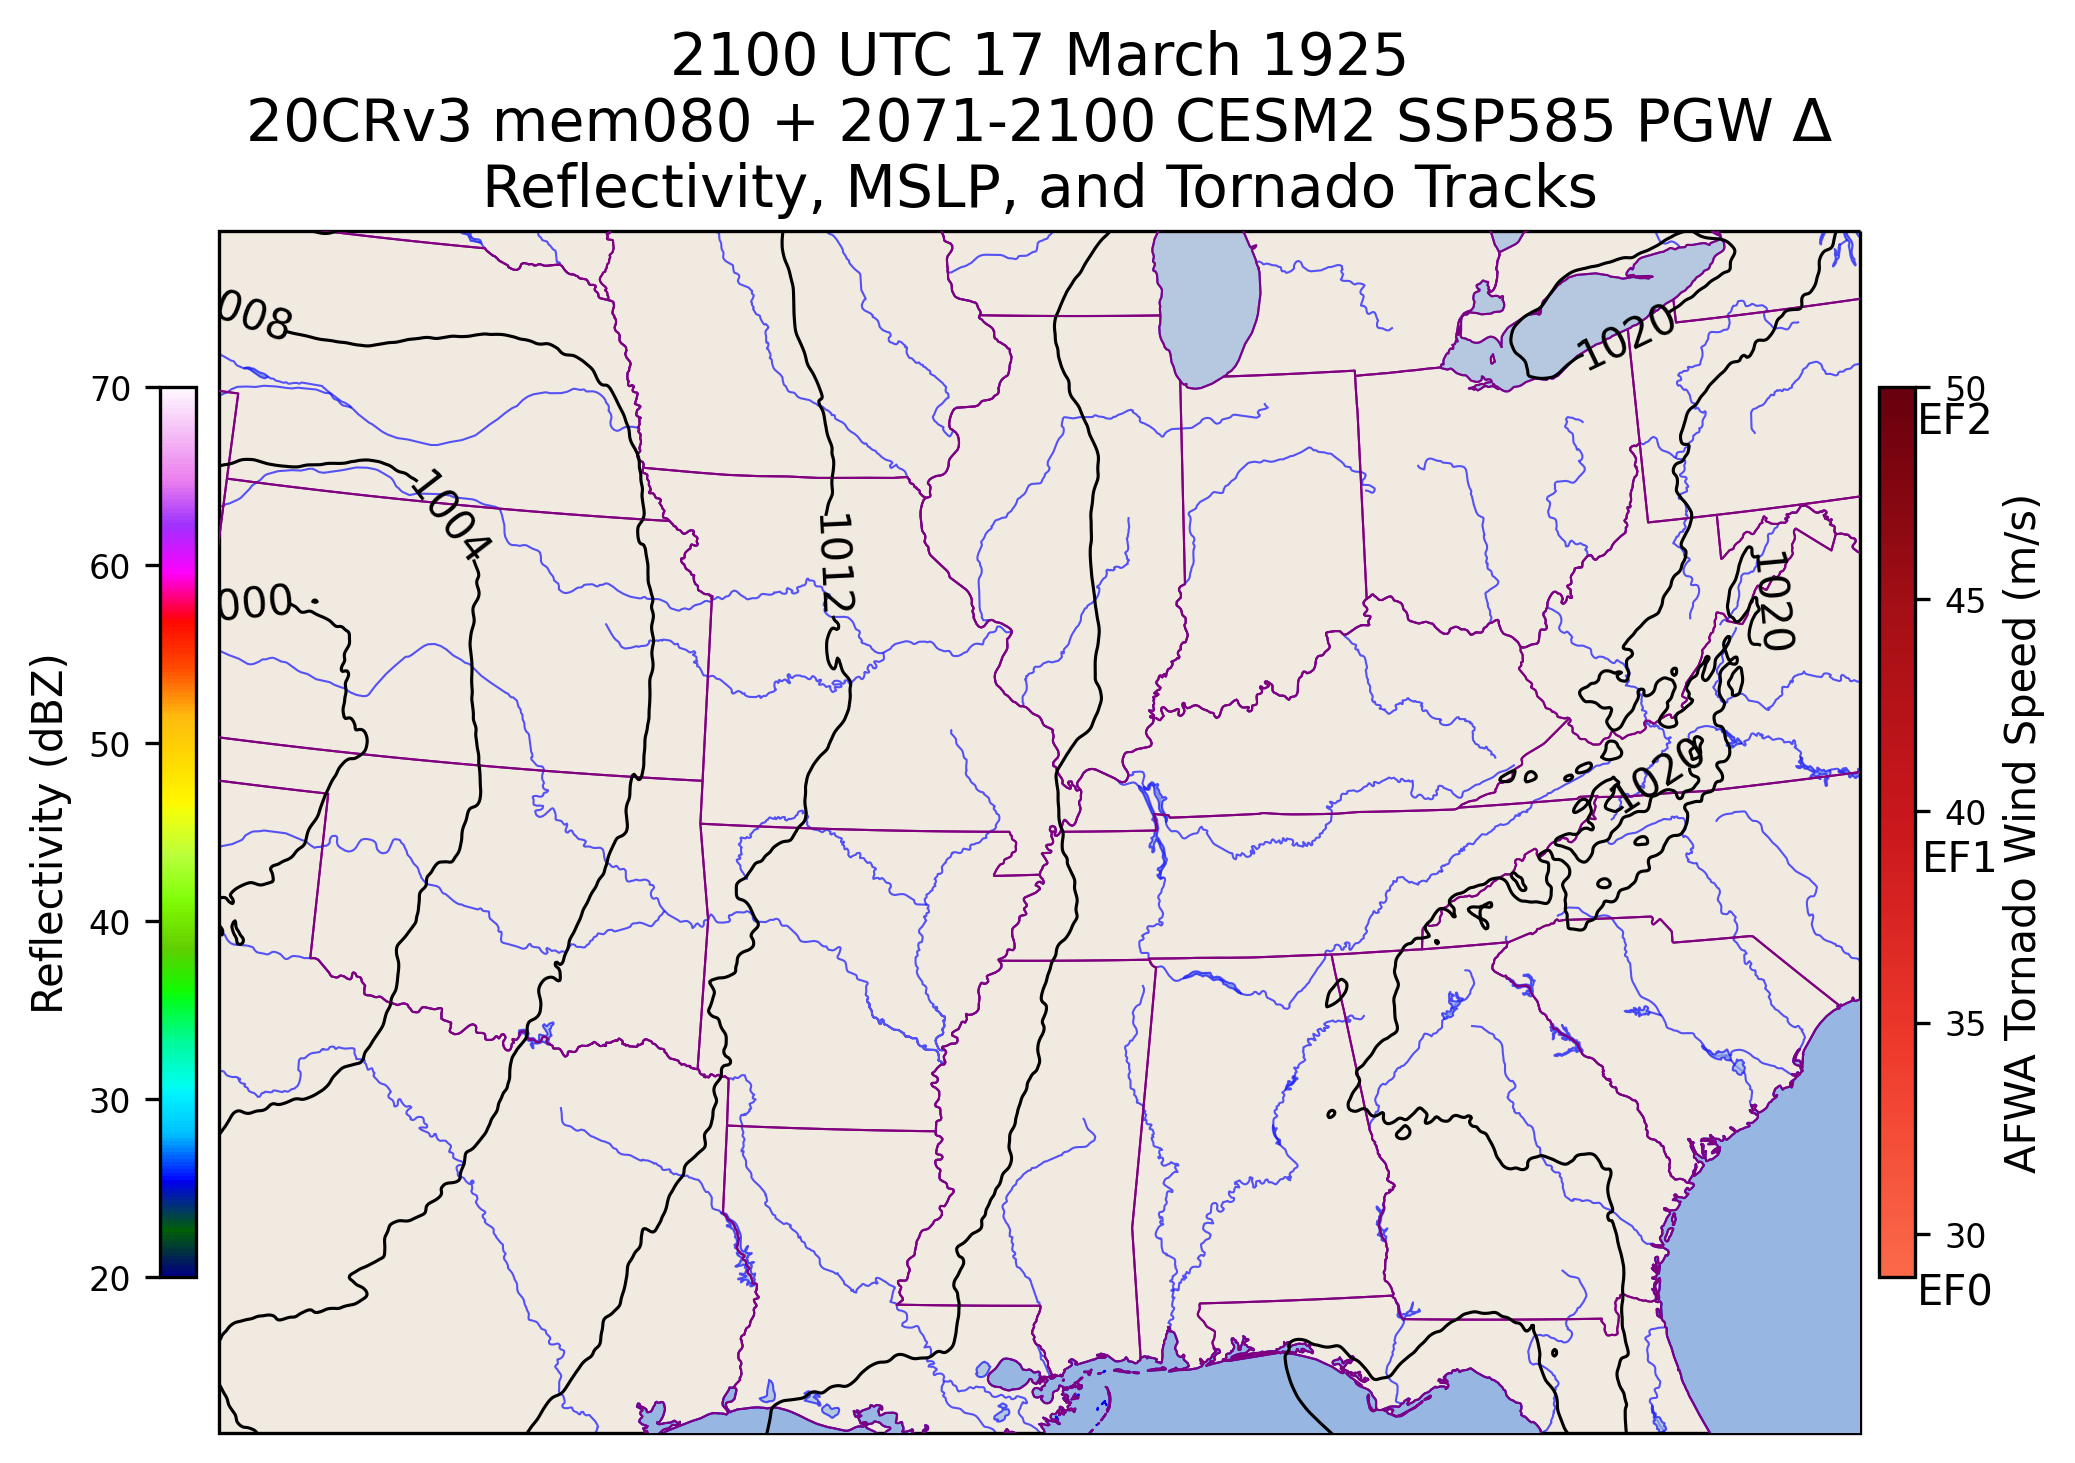 2100 UTC 17 March 1925
20CRv3 mem080 + 2071-2100 CESM2 SSP585 PGW Δ
Reflectivity, MSLP, and Tornado Tracks
008
1020
1004
1012
000
1020
1020
70
60
50
40
30
20
Reflectivity (dBZ)
50
EF2
45
40
EF1
35
30
EF0
AFWA Tornado Wind Speed (m/s)